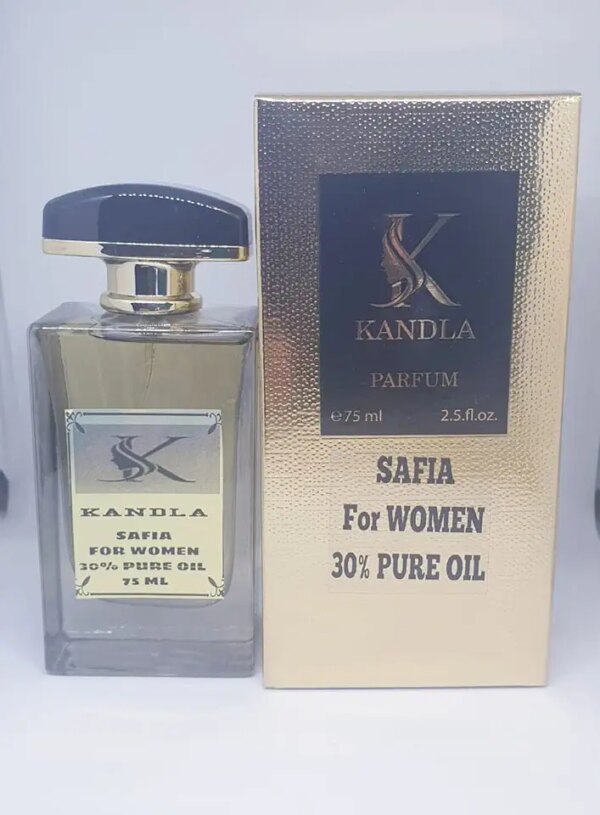 K
KANDLA
SAFIA
FOR WOMEN
30% PURE OIL
75 ML
K
KANDLA
PARFUM
℮75 ml 2.5.fl.oz.
SAFIA
For WOMEN
30% PURE OIL